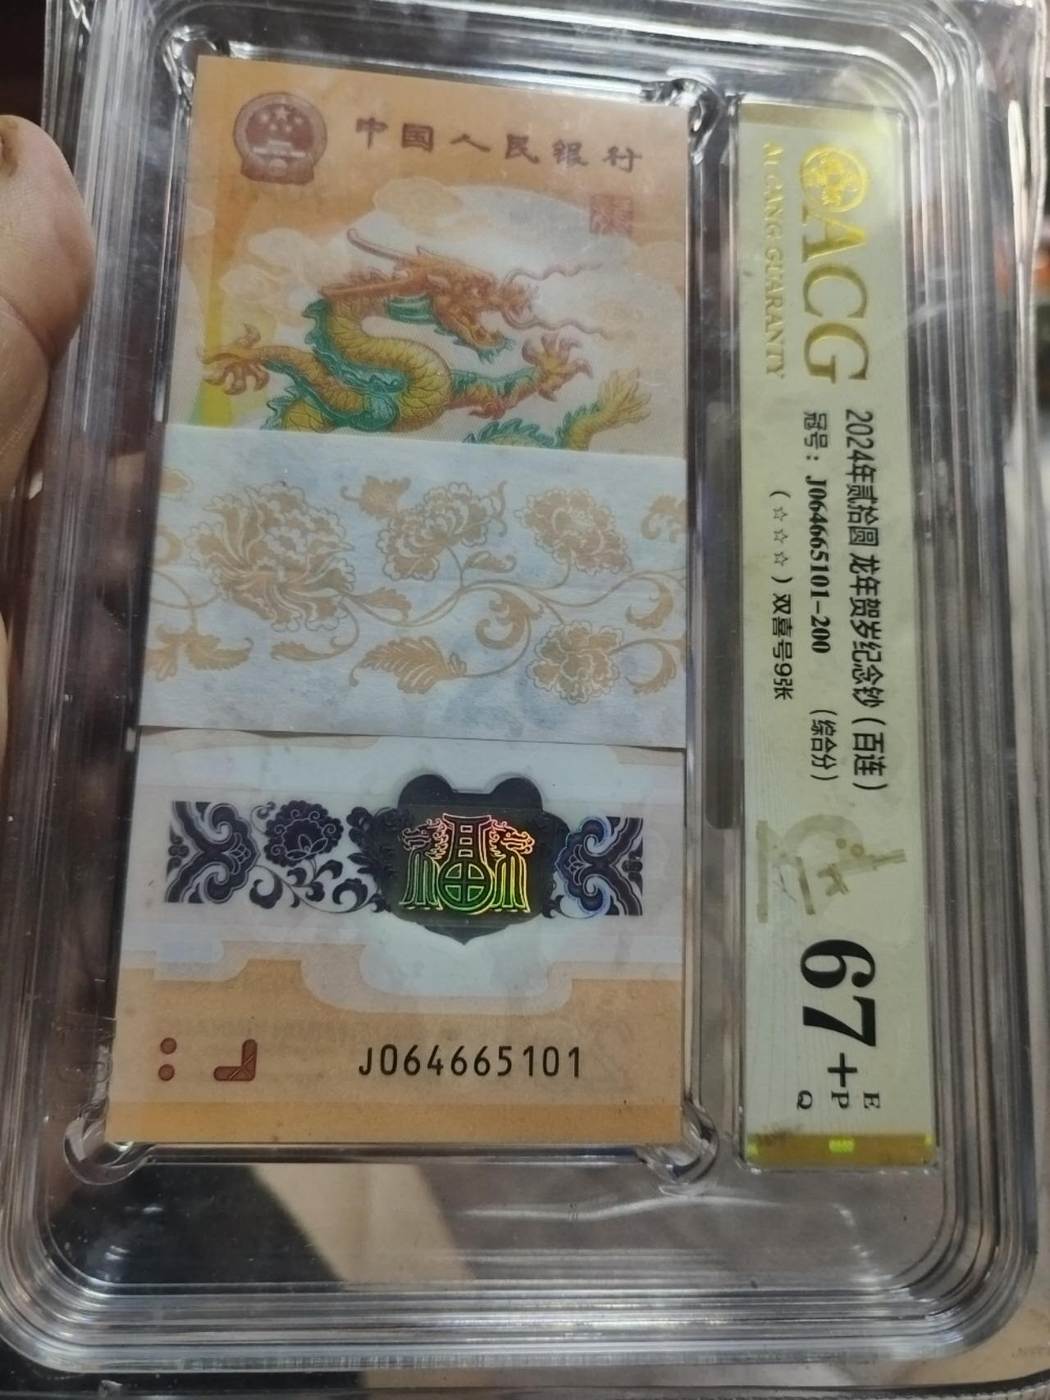 中国人民银行
J064665101
ACG
AI CANG GUARANTY
2024年贰拾圆 龙年贺岁纪念钞（百连）
冠号：J064665101-200 （综合分）
（☆☆☆）双喜号9张
67+
E
P
Q